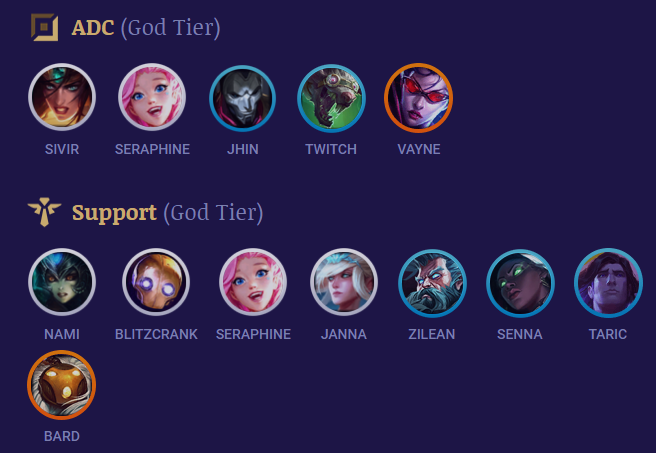 ADC (God Tier)
SIVIR SERAPHINE JHIN TWITCH VAYNE
Support (God Tier)
NAMI BLITZCRANK SERAPHINE JANNA ZILEAN SENNA TARIC
BARD